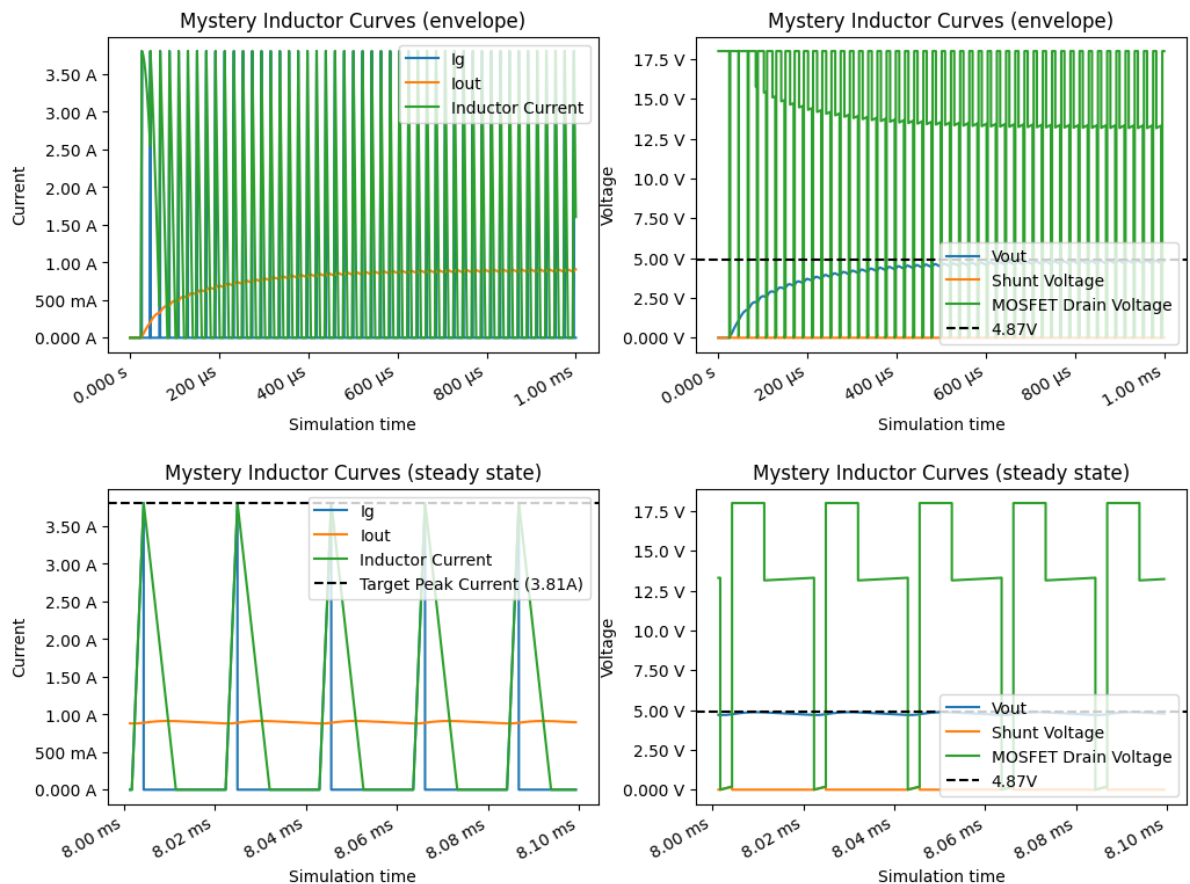 Mystery Inductor Curves (envelope)
3.50 A
3.00 A
2.50 A
2.00 A
1.50 A
1.00 A
500 mA
0.000 A
Current
Ig
Iout
Inductor Current
0.000 s
200 µs
400 µs
600 µs
800 µs
1.00 ms
Simulation time
Mystery Inductor Curves (envelope)
17.5 V
15.0 V
12.5 V
10.0 V
7.50 V
5.00 V
2.50 V
0.000 V
Voltage
Vout
Shunt Voltage
MOSFET Drain Voltage
4.87V
0.000 s
200 µs
400 µs
600 µs
800 µs
1.00 ms
Simulation time
Mystery Inductor Curves (steady state)
3.50 A
3.00 A
2.50 A
2.00 A
1.50 A
1.00 A
500 mA
0.000 A
Current
Ig
Iout
Inductor Current
Target Peak Current (3.81A)
8.00 ms
8.02 ms
8.04 ms
8.06 ms
8.08 ms
8.10 ms
Simulation time
Mystery Inductor Curves (steady state)
17.5 V
15.0 V
12.5 V
10.0 V
7.50 V
5.00 V
2.50 V
0.000 V
Voltage
Vout
Shunt Voltage
MOSFET Drain Voltage
4.87V
8.00 ms
8.02 ms
8.04 ms
8.06 ms
8.08 ms
8.10 ms
Simulation time